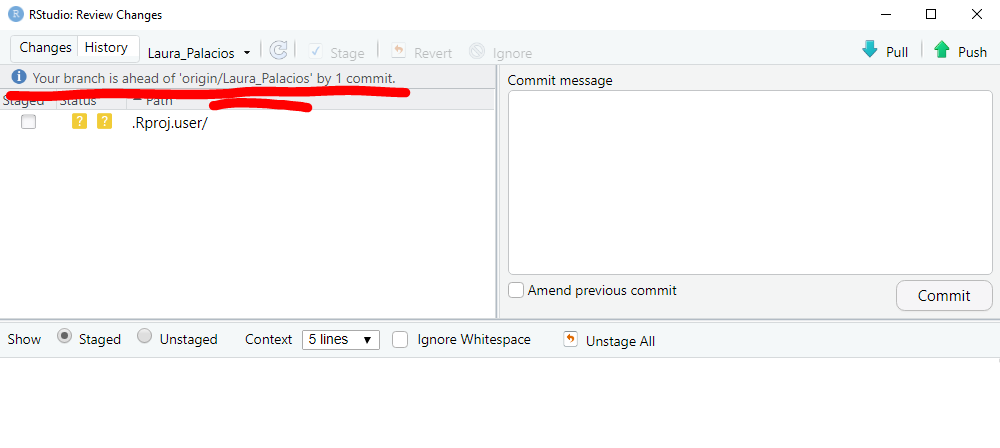 RStudio: Review Changes
Changes History Laura_Palacios Stage Revert Ignore Pull Push
Your branch is ahead of 'origin/Laura_Palacios' by 1 commit.
Staged Status Path
? ? .Rproj.user/
Commit message
Amend previous commit
Commit
Show Staged Unstaged Context 5 lines Ignore Whitespace Unstage All